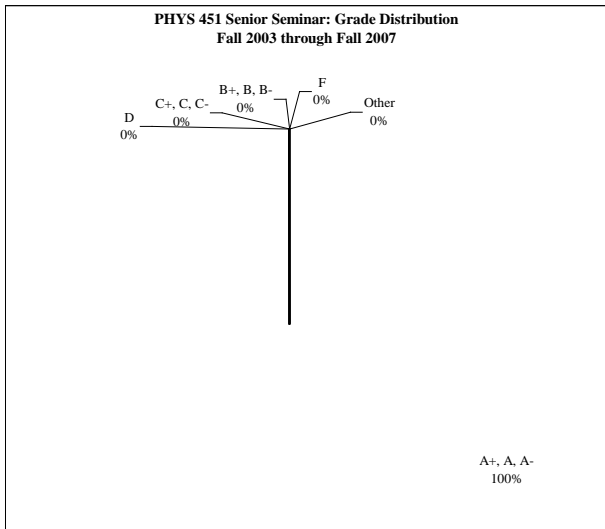 PHYS 451 Senior Seminar: Grade Distribution
Fall 2003 through Fall 2007
D
0%
C+, C, C-
0%
B+, B, B-
0%
F
0%
Other
0%
A+, A, A-
100%